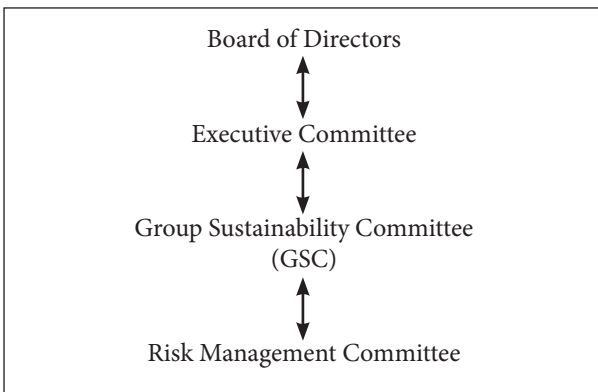 Board of Directors
Executive Committee
Group Sustainability Committee
(GSC)
Risk Management Committee